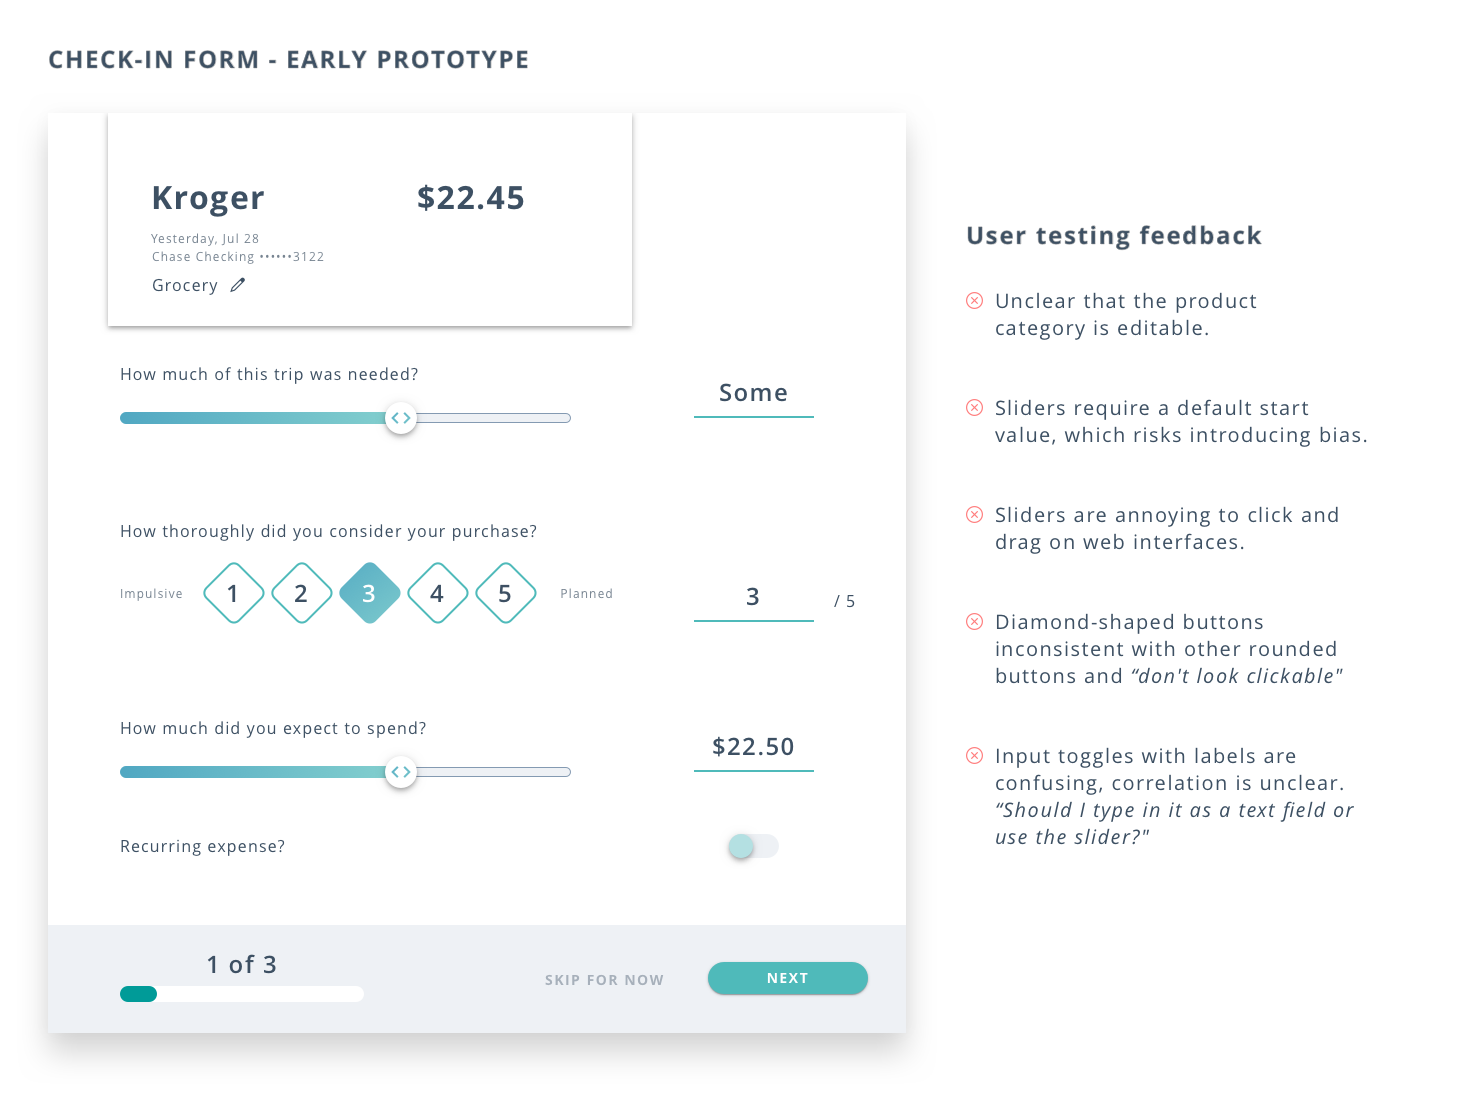 CHECK-IN FORM - EARLY PROTOTYPE
Kroger
$22.45
Yesterday, Jul 28
Chase Checking ••••••3122
Grocery
How much of this trip was needed?
Some
How thoroughly did you consider your purchase?
Impulsive 1 2 3 4 5 Planned
3 / 5
How much did you expect to spend?
$22.50
Recurring expense?
1 of 3
SKIP FOR NOW
NEXT
User testing feedback
Unclear that the product
category is editable.
Sliders require a default start
value, which risks introducing bias.
Sliders are annoying to click and
drag on web interfaces.
Diamond-shaped buttons
inconsistent with other rounded
buttons and “don't look clickable"
Input toggles with labels are
confusing, correlation is unclear.
“Should I type in it as a text field or
use the slider?"